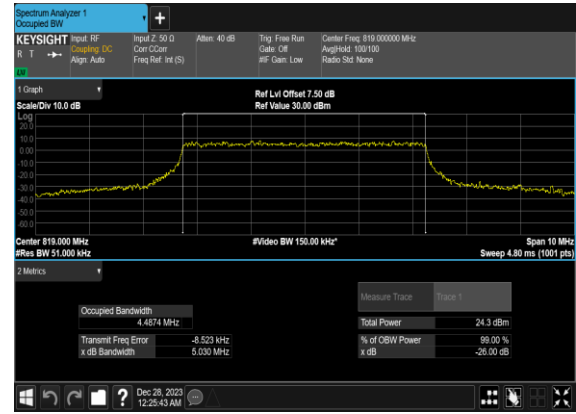 Spectrum Analyzer 1
Occupied BW
+
KEYSIGHT Input: RF Input Z: 50 Ω Atten: 40 dB Trig: Free Run Center Freq: 819.000000 MHz
R T Coupling: DC Corr CCorr Gate: Off Avg|Hold: 100/100
Align: Auto Freq Ref: Int (S) #IF Gain: Low Radio Std: None
LW
1 Graph
Ref Lvl Offset 7.50 dB
Scale/Div 10.0 dB Ref Value 30.00 dBm
Log
20.0
10.0
0.00
-10.0
-20.0
-30.0
-40.0
-50.0
-60.0
Center 819.000 MHz #Video BW 150.00 kHz* Span 10 MHz
#Res BW 51.000 kHz Sweep 4.80 ms (1001 pts)
2 Metrics
Measure Trace Trace 1
Occupied Bandwidth
4.4874 MHz
Total Power 24.3 dBm
Transmit Freq Error -8.523 kHz % of OBW Power 99.00 %
x dB Bandwidth 5.030 MHz x dB -26.00 dB
? Dec 28, 2023
12:25:43 AM